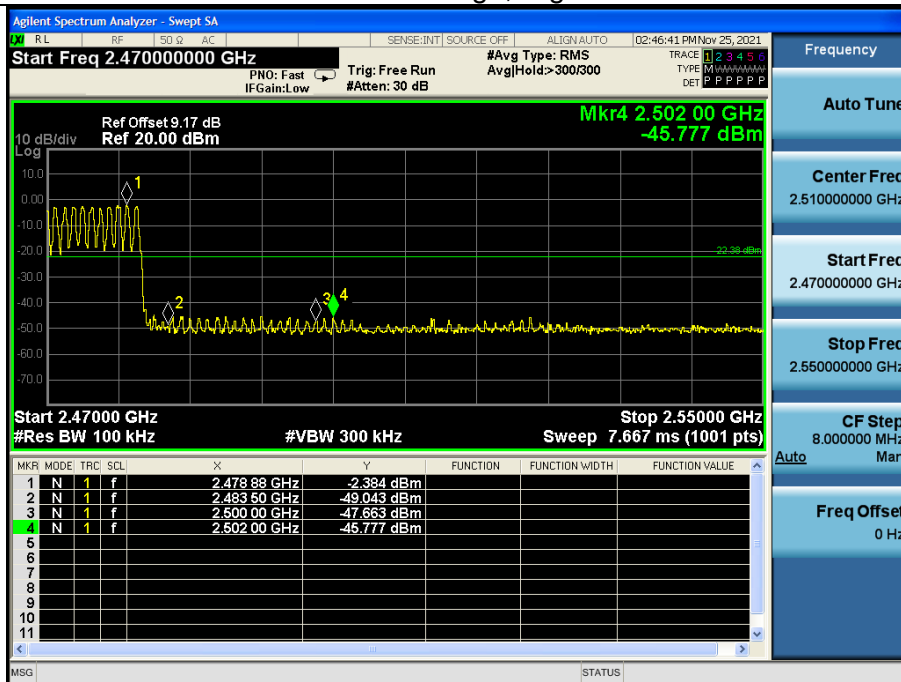 Agilent Spectrum Analyzer - Swept SA
LXI RL RF 50 Ω AC SENSE:INT SOURCE OFF ALIGNAUTO 02:46:41 PM Nov 25, 2021
Start Freq 2.470000000 GHz
PNO: Fast
IFGain:Low
Trig: Free Run
#Atten: 30 dB
#Avg Type: RMS
Avg|Hold:>300/300
TRACE 1 2 3 4 5 6
TYPE M
DET P P P P P P
Frequency
Mkr4 2.502 00 GHz
-45.777 dBm
Ref Offset 9.17 dB
Ref 20.00 dBm
10 dB/div
Log
10.0
0.00
-10.0
-20.0
-30.0
-40.0
-50.0
-60.0
-70.0
1
2
3
4
22.38 dBm
Start 2.47000 GHz
Stop 2.55000 GHz
#Res BW 100 kHz
#VBW 300 kHz
Sweep 7.667 ms (1001 pts)
MKR MODE TRC SCL X Y FUNCTION FUNCTION WIDTH FUNCTION VALUE
1 N 1 f 2.478 88 GHz -2.384 dBm
2 N 1 f 2.483 50 GHz -49.043 dBm
3 N 1 f 2.500 00 GHz -47.663 dBm
4 N 1 f 2.502 00 GHz -45.777 dBm
5
6
7
8
9
10
11
MSG
STATUS
Auto Tune
Center Freq
2.510000000 GHz
Start Freq
2.470000000 GHz
Stop Freq
2.550000000 GHz
CF Step
8.000000 MHz
Auto Man
Freq Offset
0 Hz